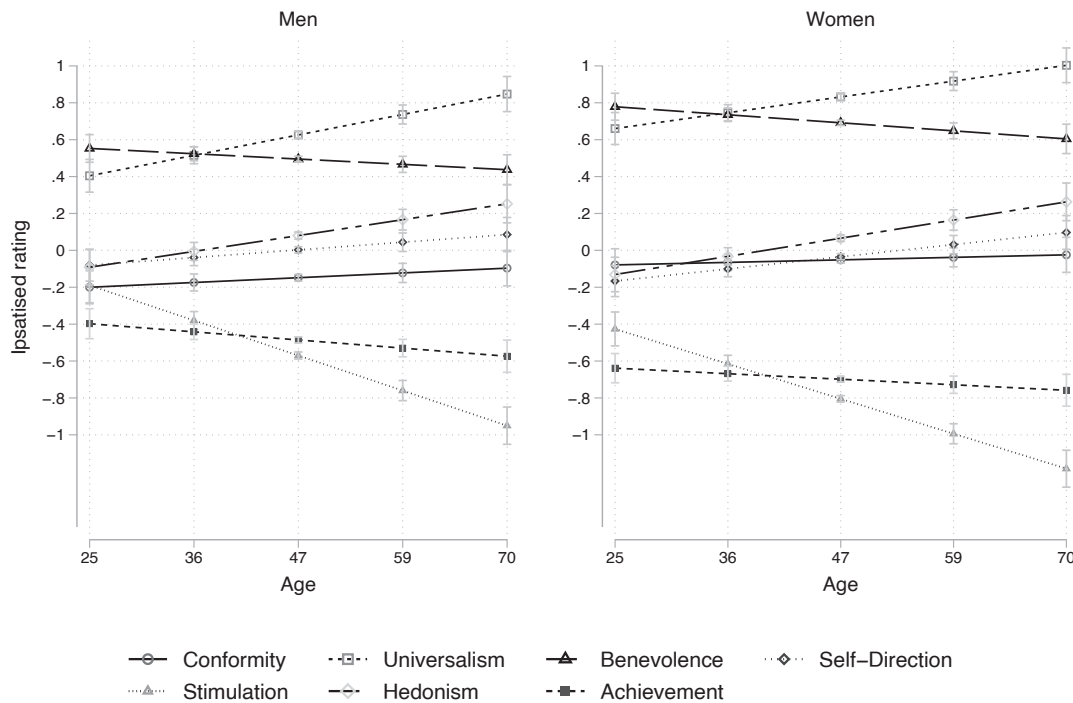 Men Women
Ipsatised rating
1
.8
.6
.4
.2
0
−.2
−.4
−.6
−.8
−1
25 36 47 59 70
Age
1
.8
.6
.4
.2
0
−.2
−.4
−.6
−.8
−1
25 36 47 59 70
Age
Conformity Universalism Benevolence Self−Direction
Stimulation Hedonism Achievement